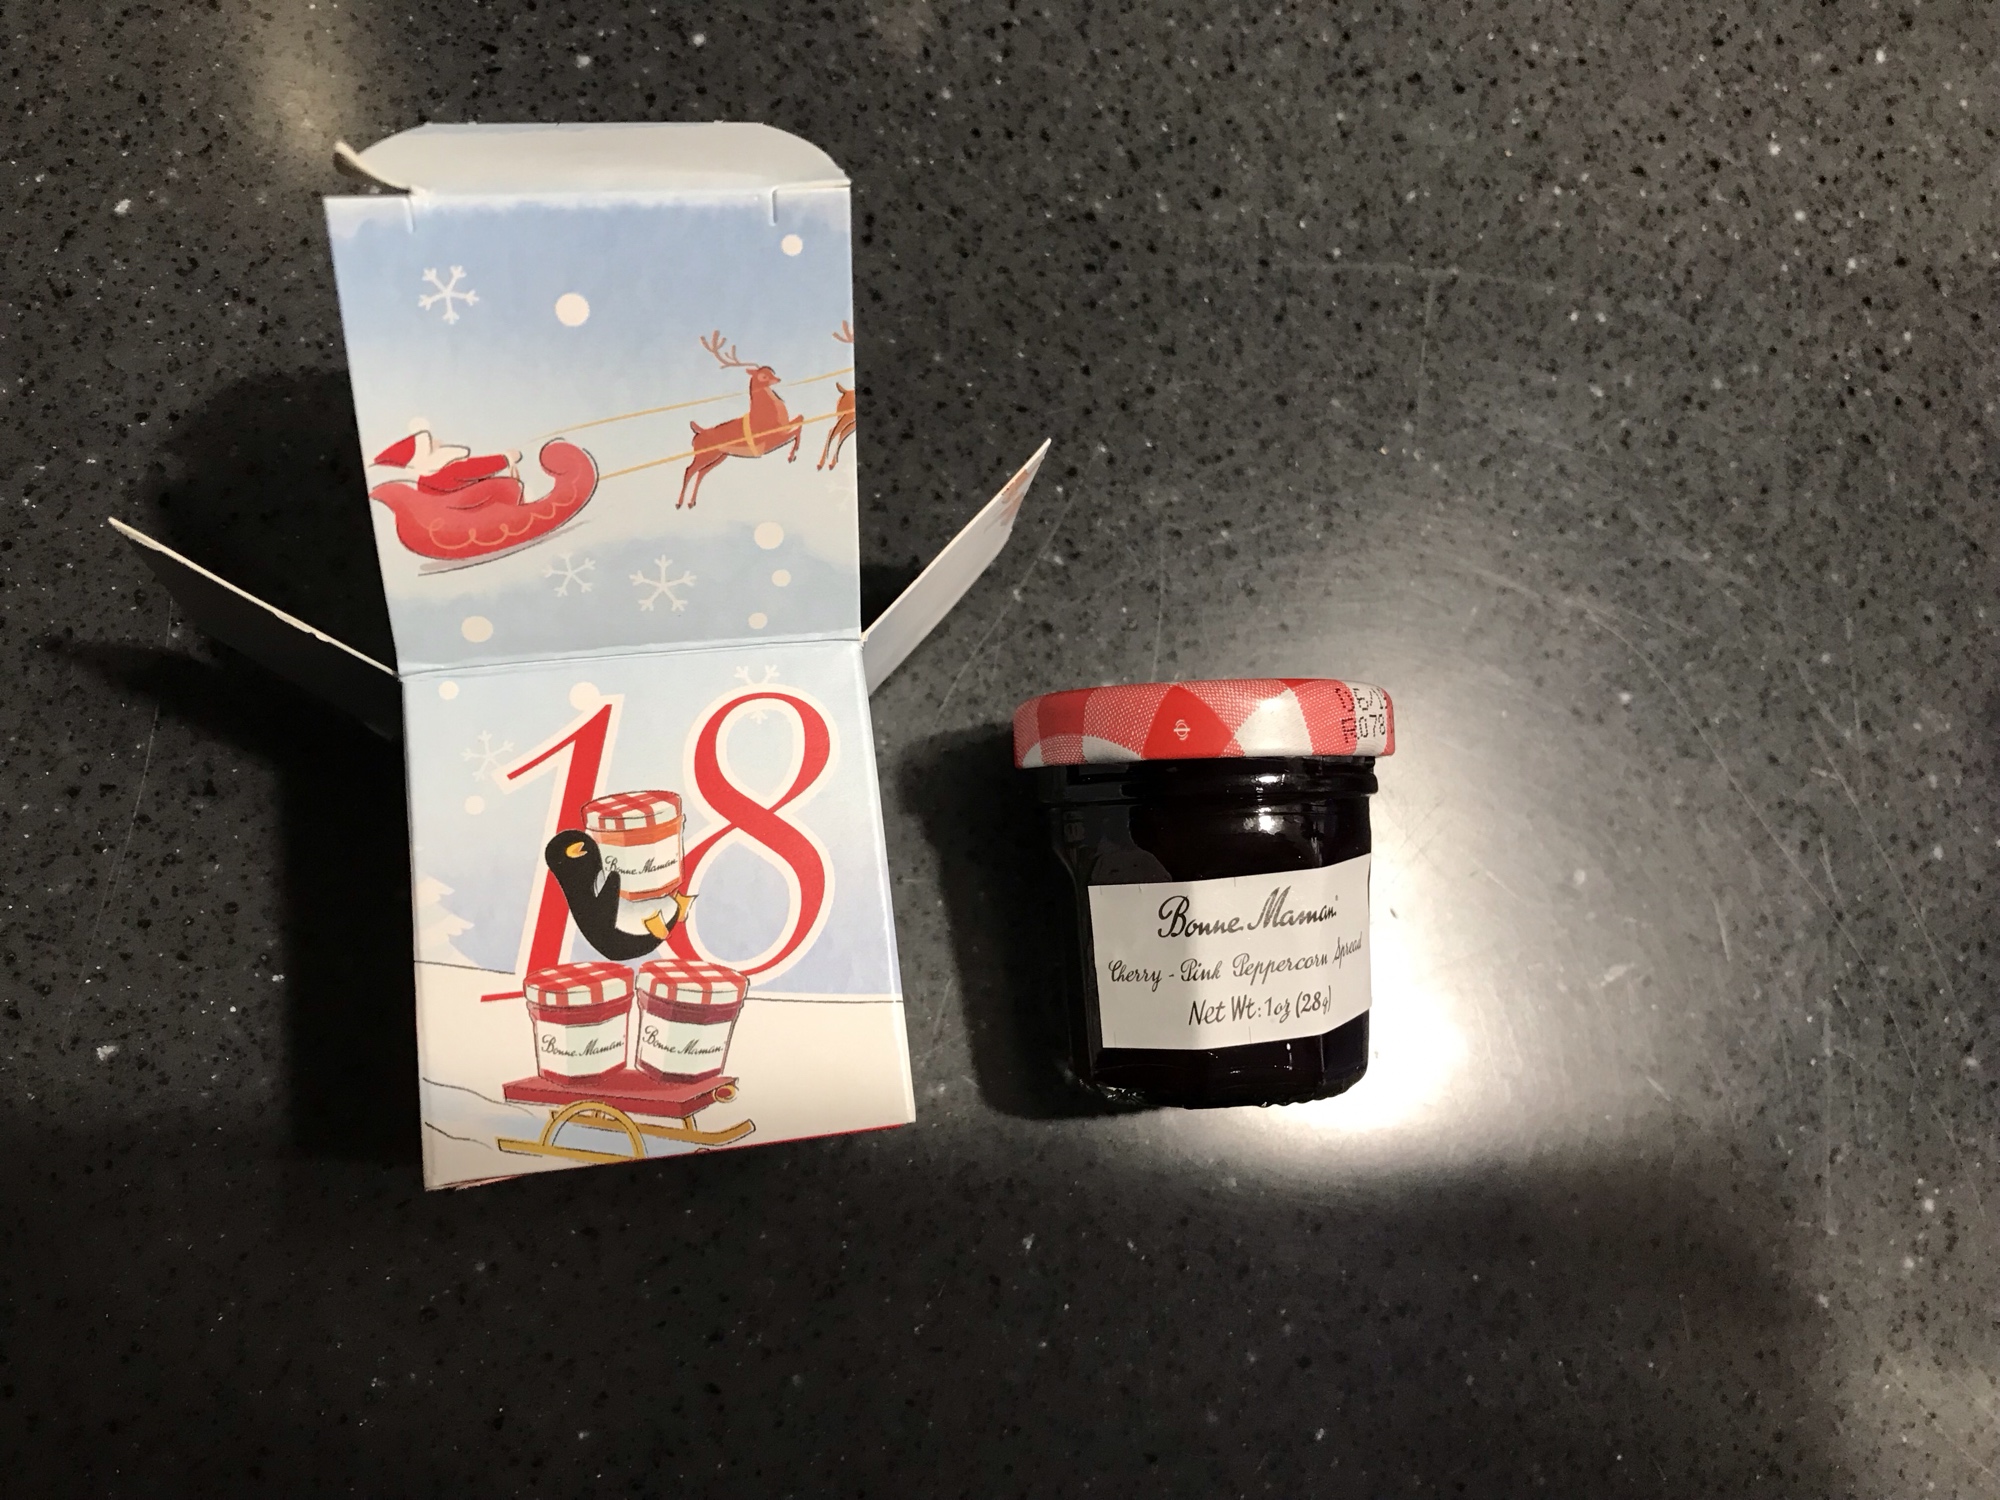 18
Bonne Maman
Bonne Maman
Bonne Maman
Bonne Maman
Cherry - Pink Peppercorn Spread
Net Wt: 1oz (28g)